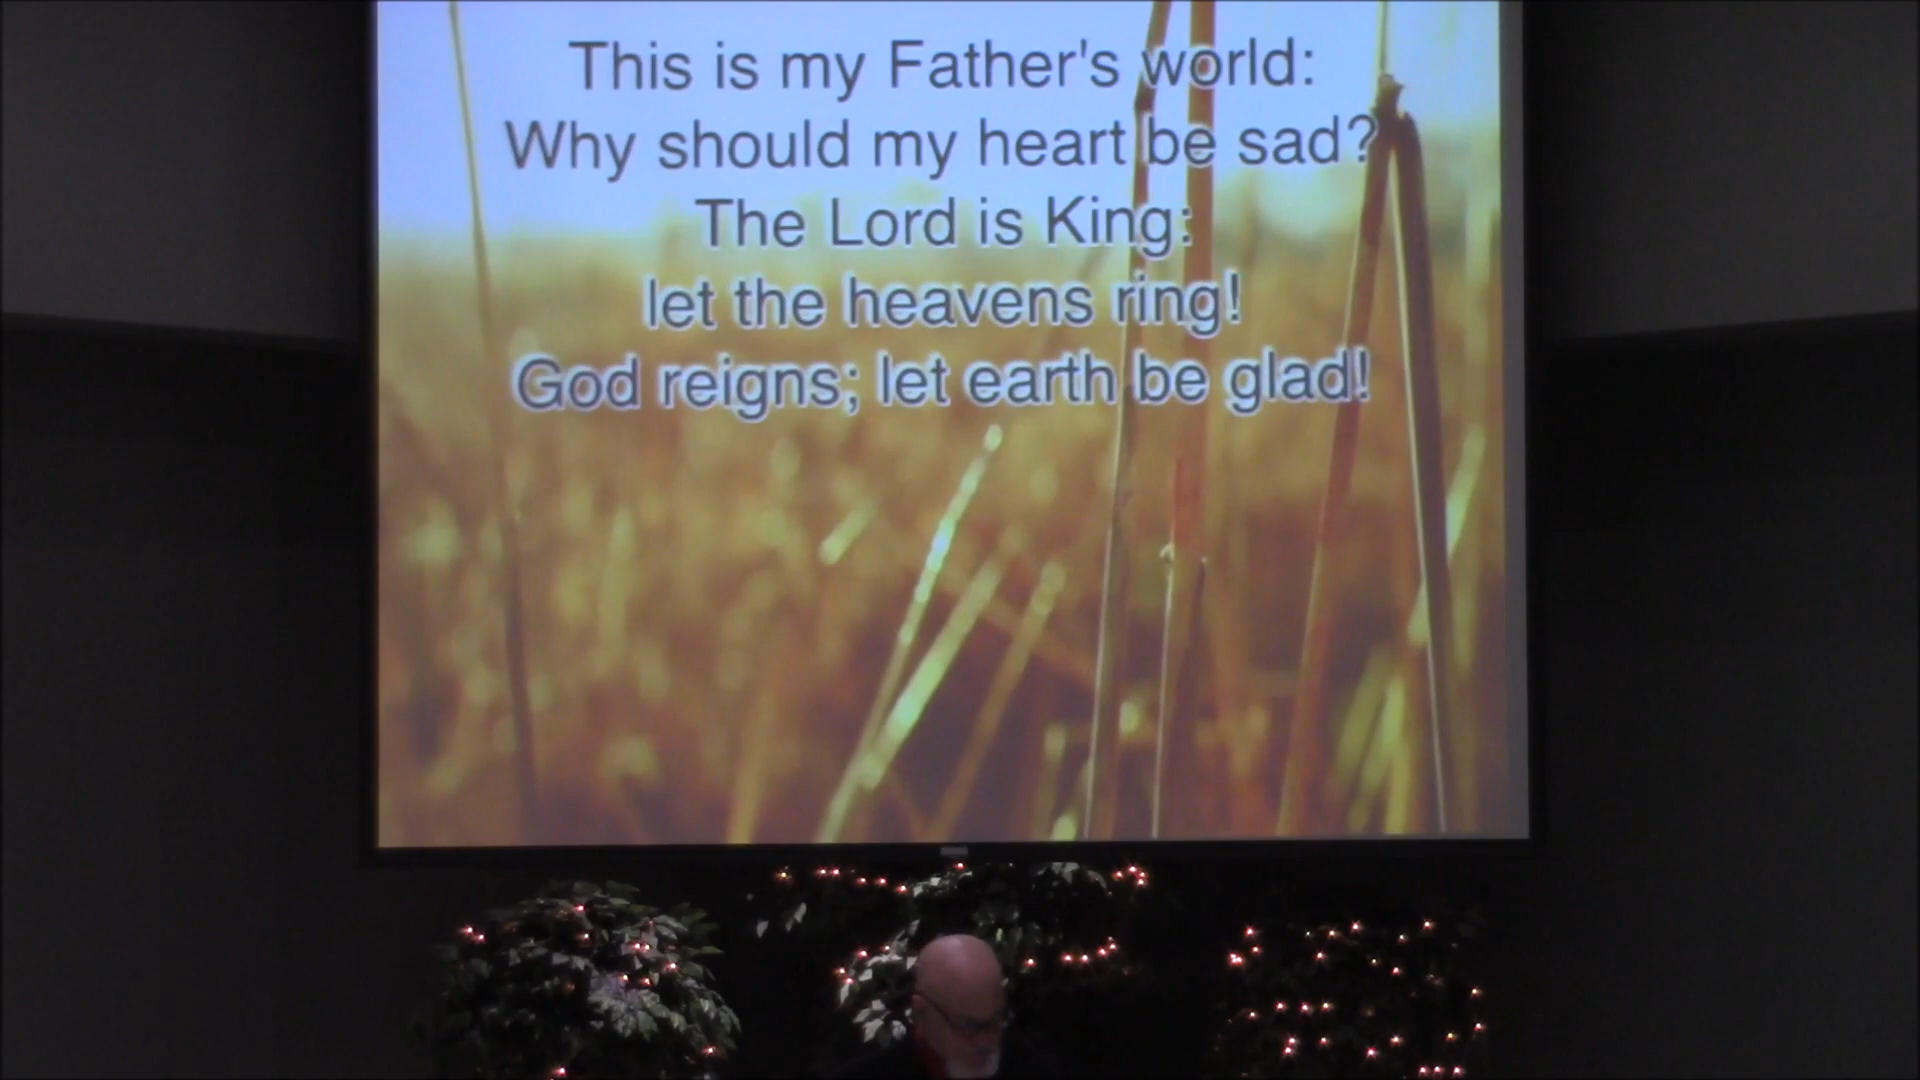 This is my Father's world:
Why should my heart be sad?
The Lord is King:
let the heavens ring!
God reigns; let earth be glad!